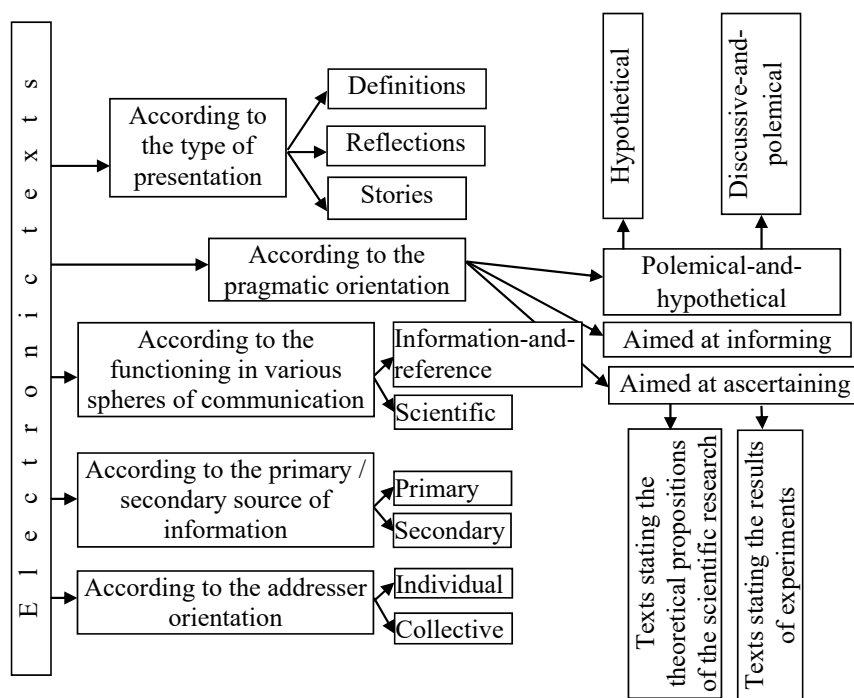 Electronic texts
According to
the type of
presentation
Definitions
Reflections
Stories
Hypothetical
Discussive-and-
polemical
According to the
pragmatic orientation
Polemical-and-
hypothetical
Aimed at informing
Aimed at ascertaining
According to the
functioning in various
spheres of communication
Information-and-
reference
Scientific
According to the primary /
secondary source of
information
Primary
Secondary
According to the addresser
orientation
Individual
Collective
Texts stating the
theoretical propositions
of the scientific research
Texts stating the results
of experiments